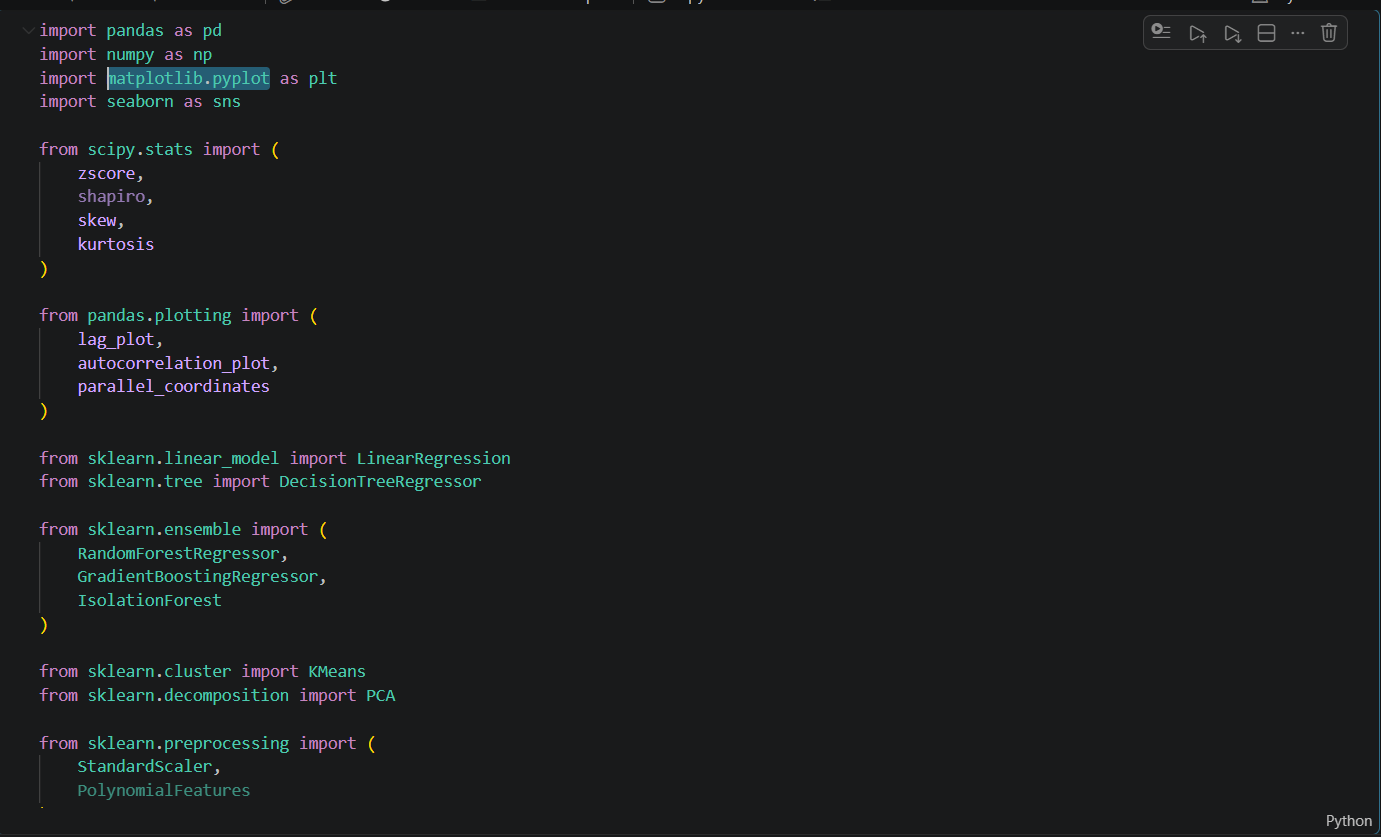 import pandas as pd
import numpy as np
import matplotlib.pyplot as plt
import seaborn as sns

from scipy.stats import (
    zscore,
    shapiro,
    skew,
    kurtosis
)

from pandas.plotting import (
    lag_plot,
    autocorrelation_plot,
    parallel_coordinates
)

from sklearn.linear_model import LinearRegression
from sklearn.tree import DecisionTreeRegressor

from sklearn.ensemble import (
    RandomForestRegressor,
    GradientBoostingRegressor,
    IsolationForest
)

from sklearn.cluster import KMeans
from sklearn.decomposition import PCA

from sklearn.preprocessing import (
    StandardScaler,
    PolynomialFeatures
Python